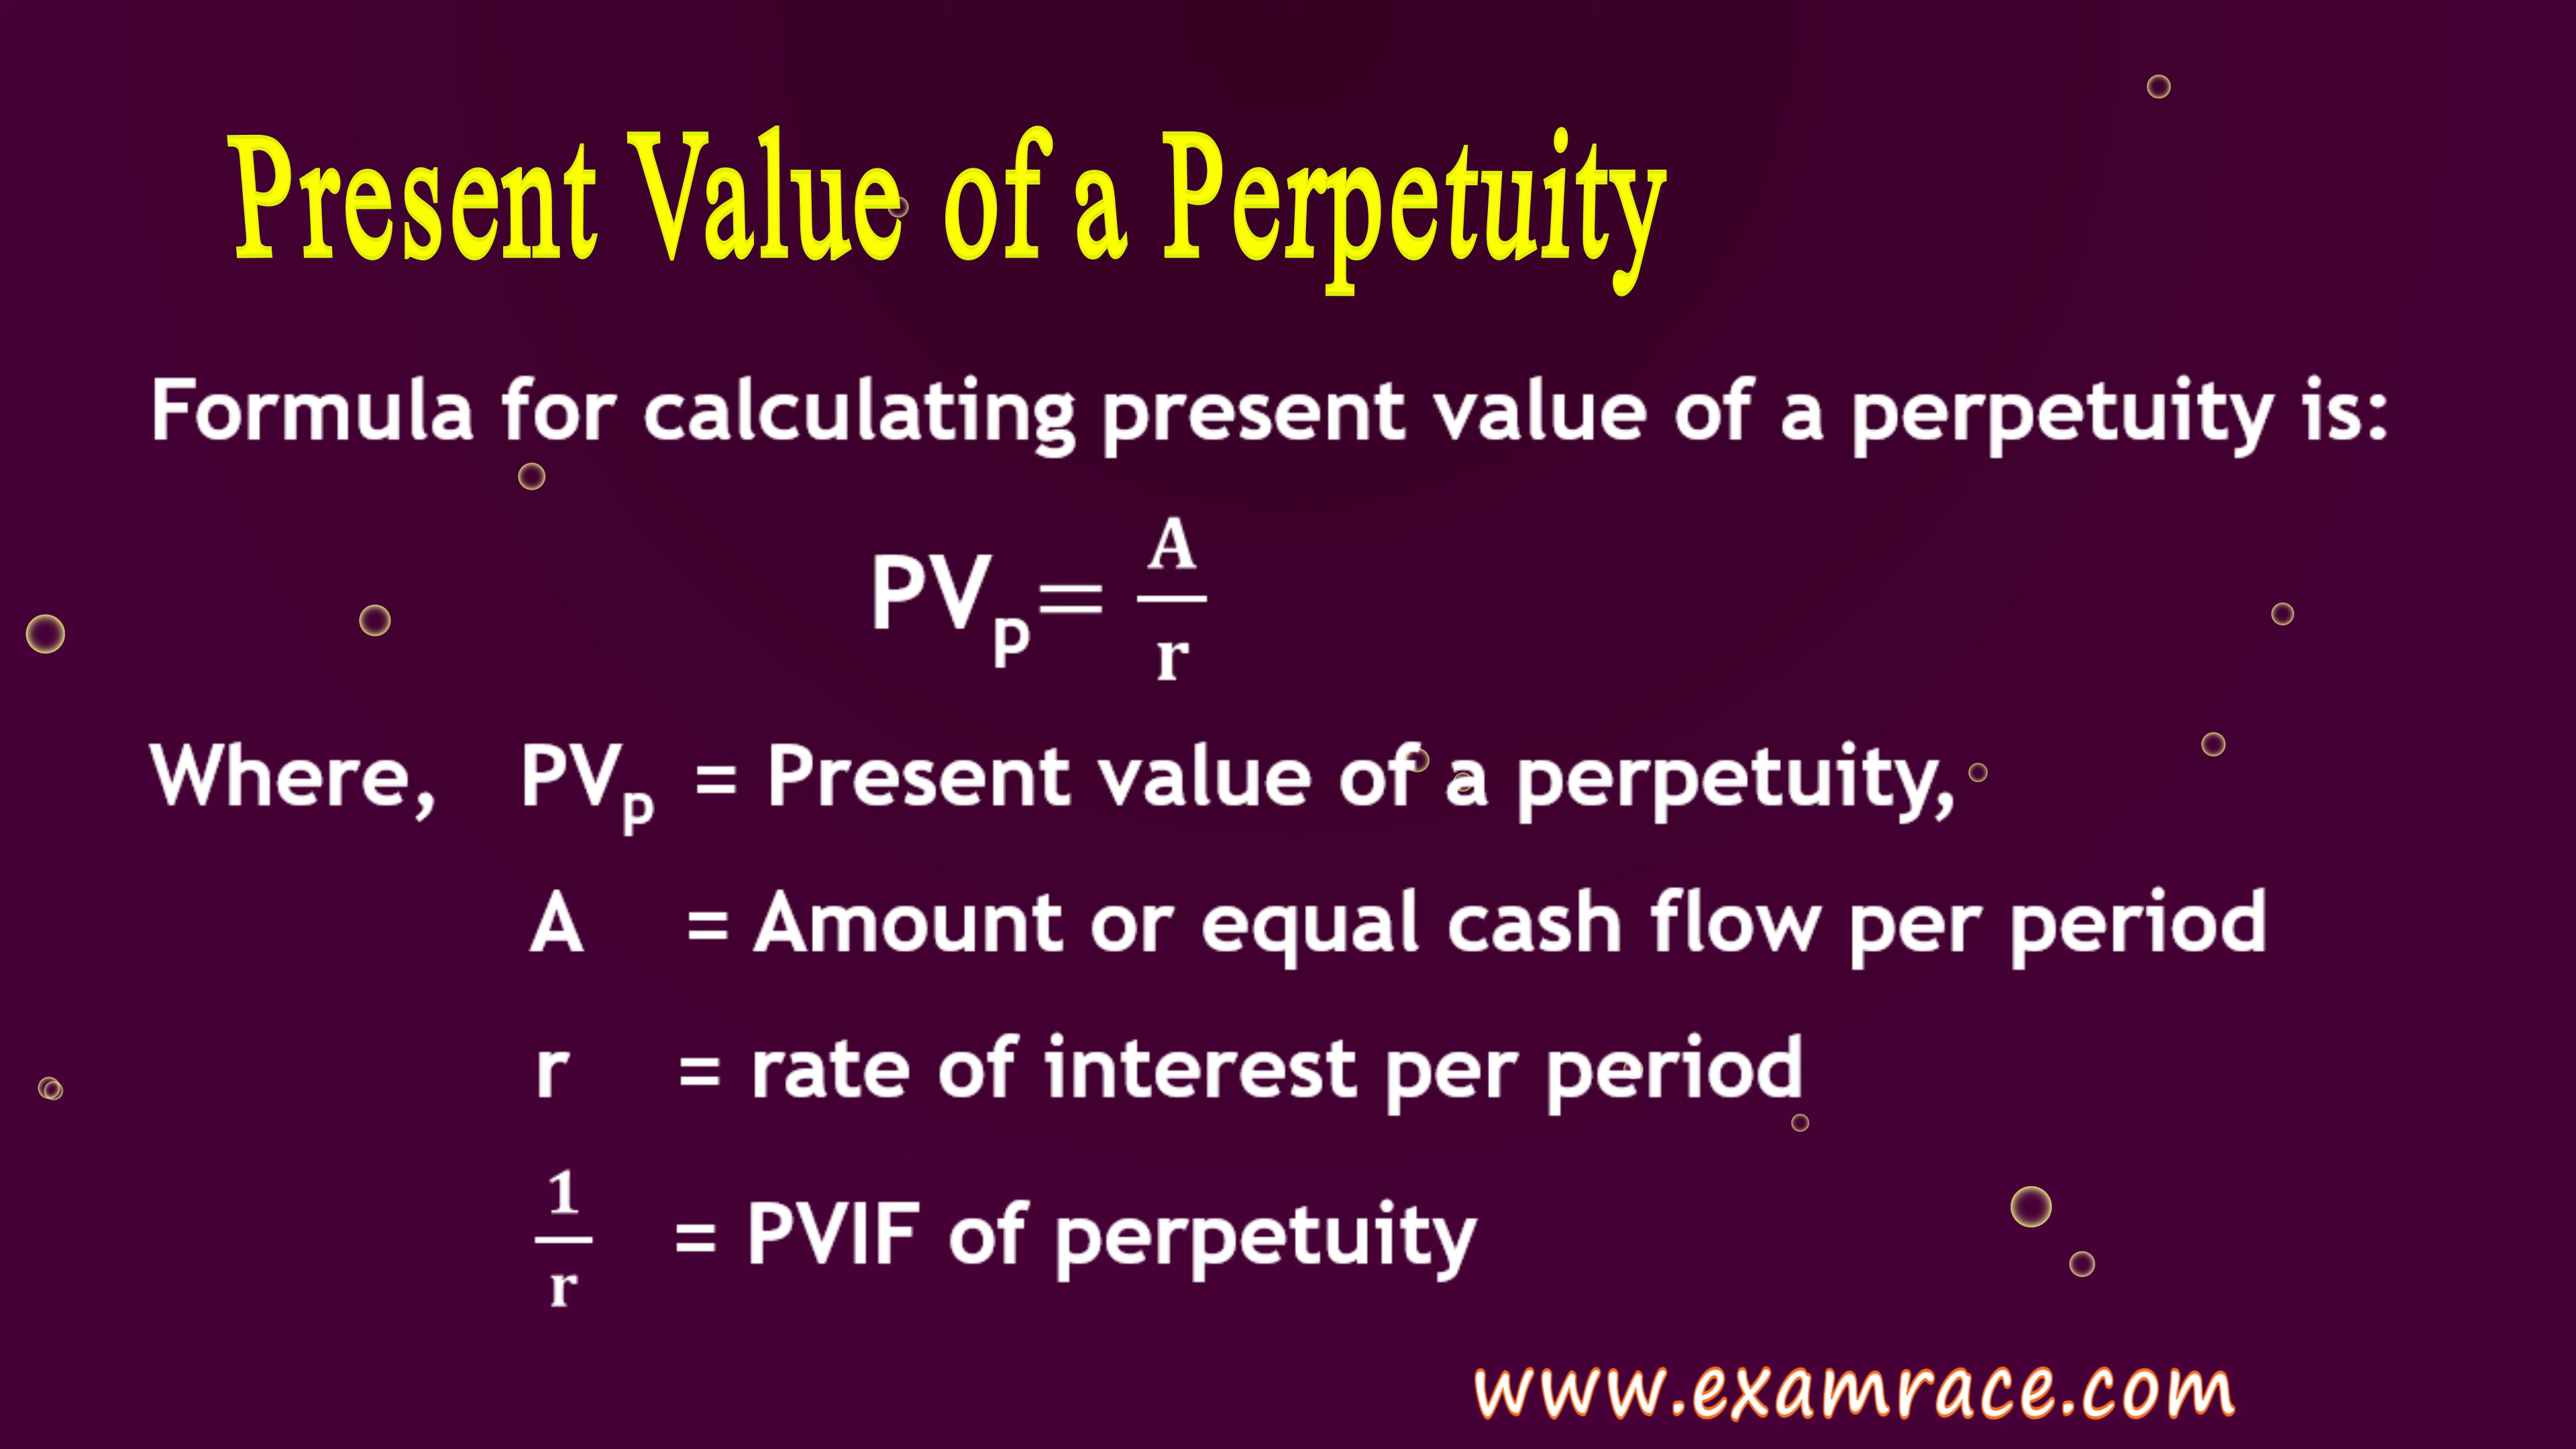 Present Value of a Perpetuity
Formula for calculating present value of a perpetuity is:
PVₚ= A/r
Where, PVₚ = Present value of a perpetuity,
A = Amount or equal cash flow per period
r = rate of interest per period
1/r = PVIF of perpetuity
www.examrace.com